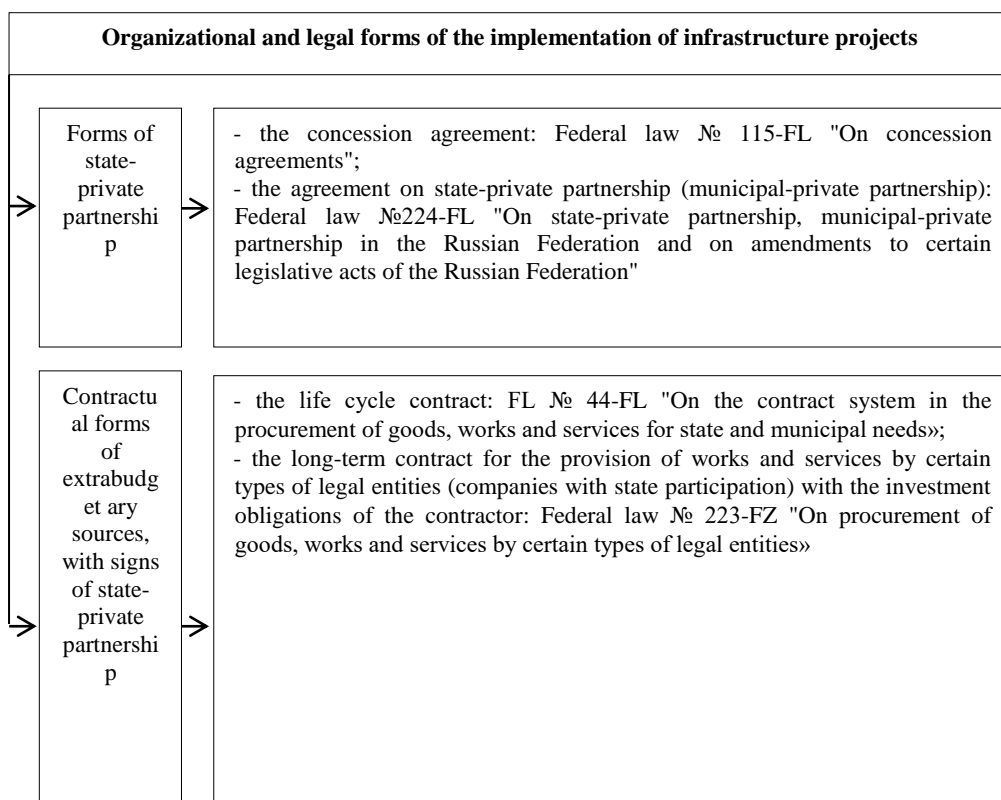 Organizational and legal forms of the implementation of infrastructure projects
Forms of
state-
private
partnershi
p
- the concession agreement: Federal law № 115-FL "On concession
agreements";
- the agreement on state-private partnership (municipal-private partnership):
Federal law №224-FL "On state-private partnership, municipal-private
partnership in the Russian Federation and on amendments to certain
legislative acts of the Russian Federation"
Contractu
al forms
of
extrabudg
et ary
sources,
with signs
of state-
private
partnershi
p
- the life cycle contract: FL № 44-FL "On the contract system in the
procurement of goods, works and services for state and municipal needs»;
- the long-term contract for the provision of works and services by certain
types of legal entities (companies with state participation) with the investment
obligations of the contractor: Federal law № 223-FZ "On procurement of
goods, works and services by certain types of legal entities»